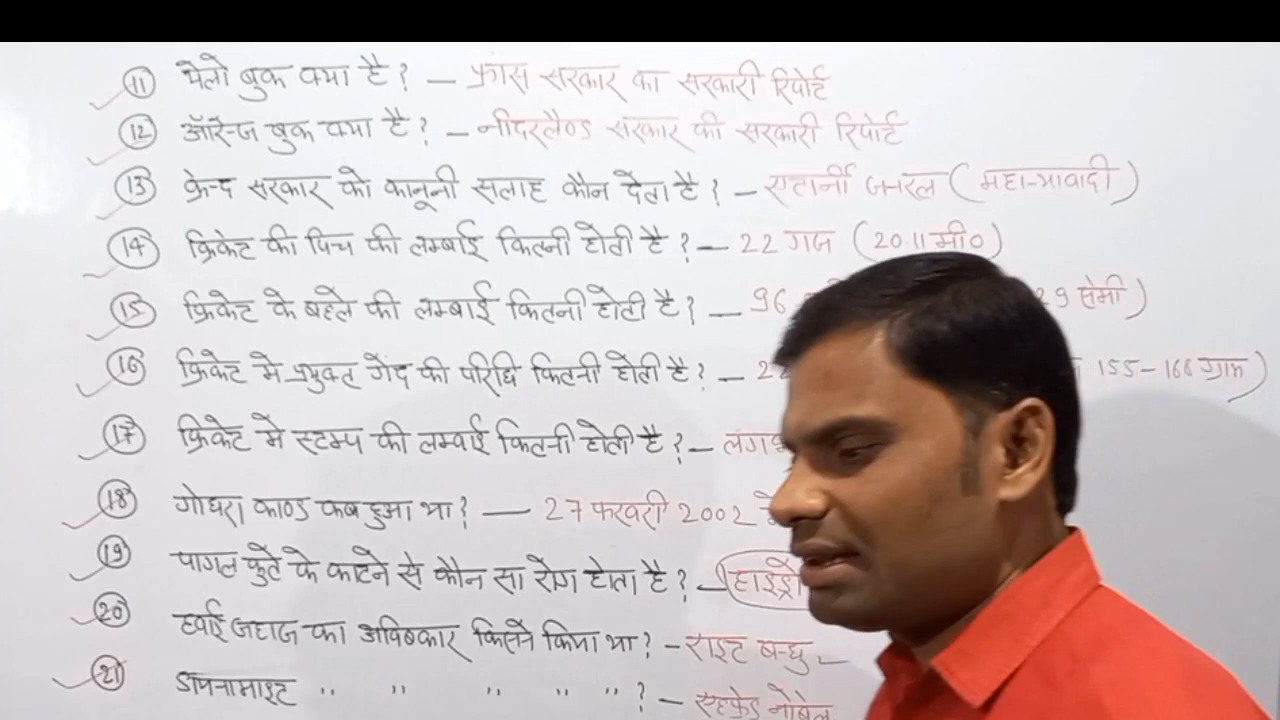 11 येलो बुक क्या है ? — फ्रांस सरकार का सरकारी रिपोर्ट
12 ऑरेन्ज बुक क्या है ? — नीदरलैण्ड सरकार की सरकारी रिपोर्ट
13 केन्द सरकार को कानूनी सलाह कौन देता है ? — एटार्नी जनरल ( महान्यावादी )
14 क्रिकेट की पिच की लम्बाई कितनी होती है ? — 22 गज ( 20.11 मी० )
15 क्रिकेट के बल्ले की लम्बाई कितनी होती है ? — 96 29 सेमी )
16 क्रिकेट मे प्रयुक्त गेंद की परिधि कितनी होती है ? — 22 155 - 168 ग्राम )
17 क्रिकेट मे स्टम्प की लम्बाई कितनी होती है ? —
18 गोधरा काण्ड कब हुआ था ? — 27 फरवरी 2002
19 पागल कुते के काटने से कौन सा रोग होता है ? — हाइड्रो
20 हवाई जहाज का अविष्कार किसने किया था ? — राइट बन्धु
21 डायनामाइट " " " " " ? — एल्फ्रेड नोबेल